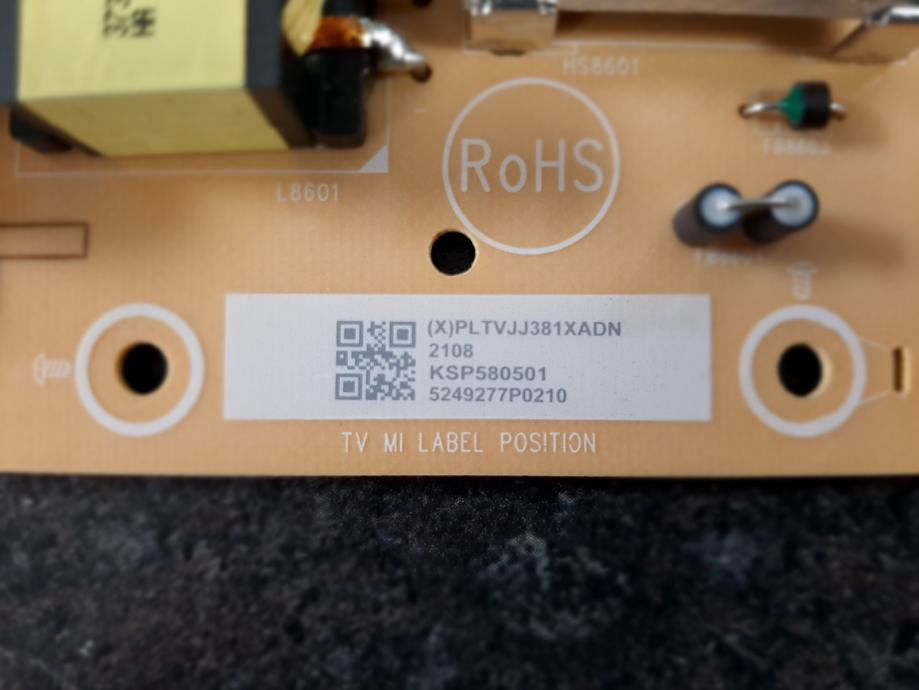 HS8601
RoHS
L8601
(X)PLTVJJ381XADN
2108
KSP580501
5249277P0210
TV MI LABEL POSITION